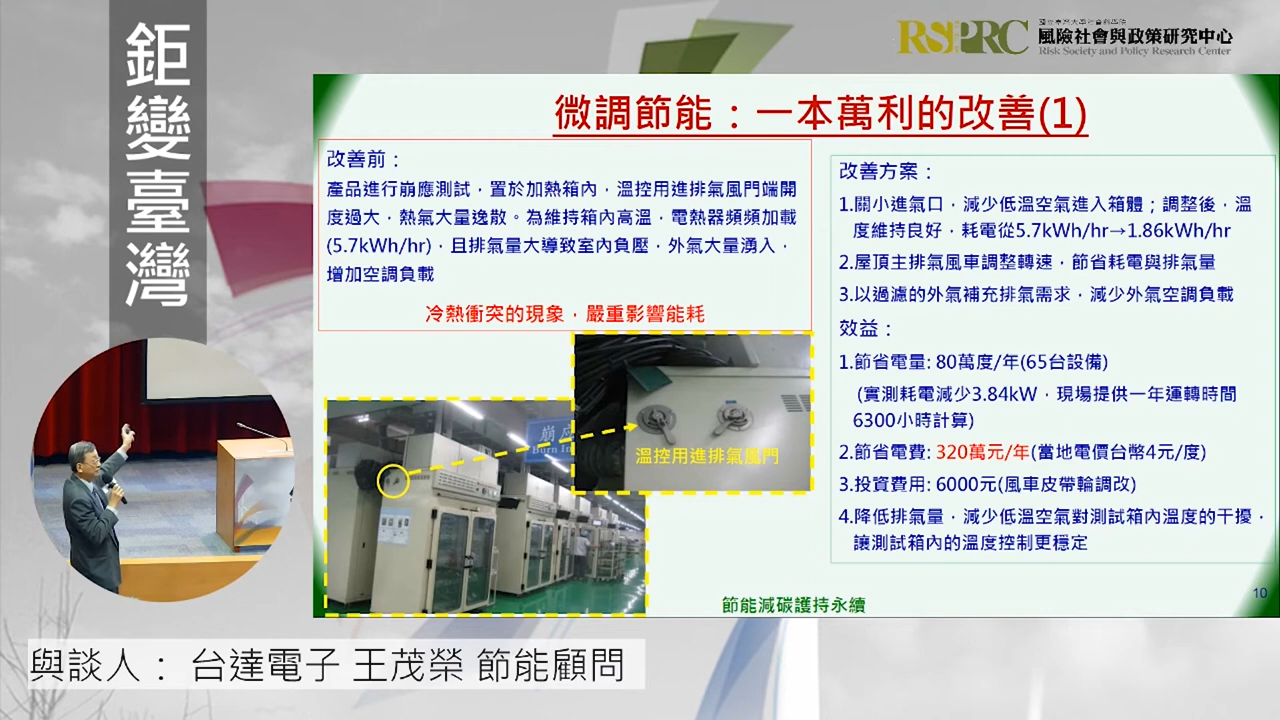 鉅變臺灣
RSPRC
風險社會與政策研究中心
Risk Society and Policy Research Center
微調節能：一本萬利的改善(1)
改善前：
產品進行崩應測試，置於加熱箱內，溫控用進排氣風門端開
度過大，熱氣大量逸散。為維持箱內高溫，電熱器頻頻加載
(5.7kWh/hr)，且排氣量大導致室內負壓，外氣大量湧入，
增加空調負載
冷熱衝突的現象，嚴重影響能耗
溫控用進排氣風門
改善方案：
1.關小進氣口，減少低溫空氣進入箱體；調整後，溫
度維持良好，耗電從5.7kWh/hr→1.86kWh/hr
2.屋頂主排氣風車調整轉速，節省耗電與排氣量
3.以過濾的外氣補充排氣需求，減少外氣空調負載
效益：
1.節省電量: 80萬度/年(65台設備)
(實測耗電減少3.84kW，現場提供一年運轉時間
6300小時計算)
2.節省電費: 320萬元/年(當地電價台幣4元/度)
3.投資費用: 6000元(風車皮帶輪調改)
4.降低排氣量，減少低溫空氣對測試箱內溫度的干擾，
讓測試箱內的溫度控制更穩定
節能減碳護持永續
10
與談人： 台達電子 王茂榮 節能顧問